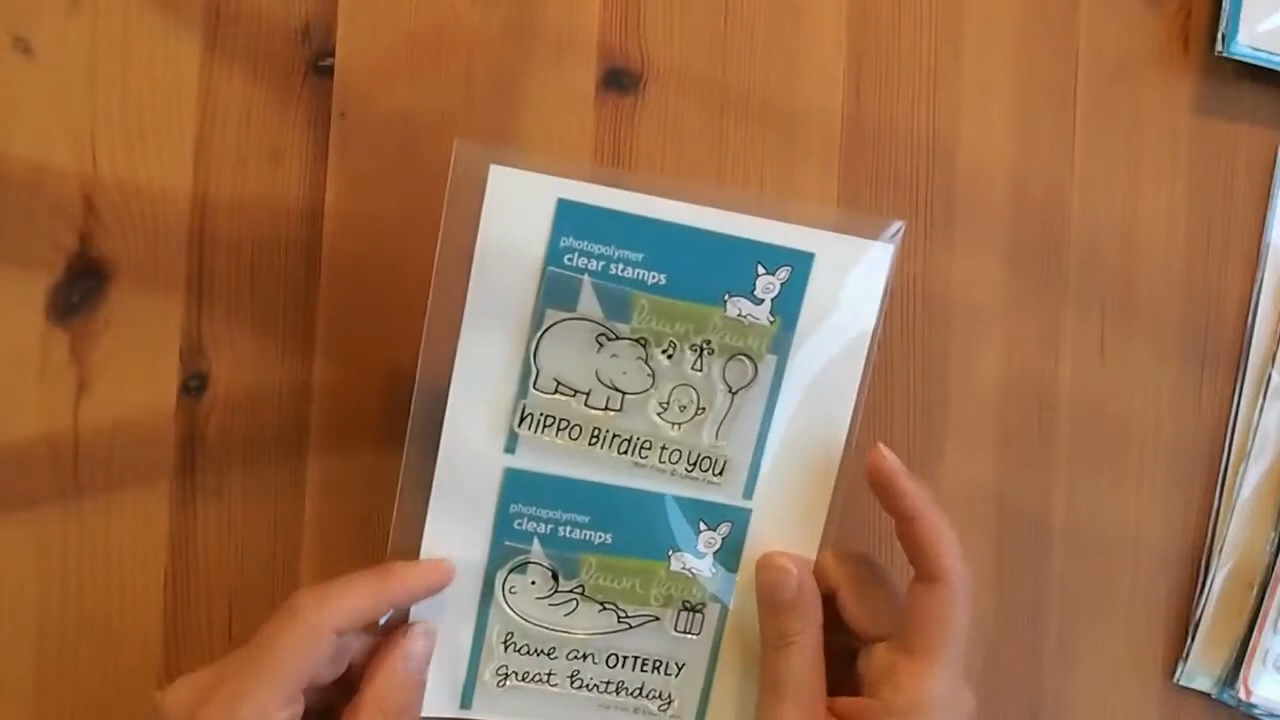 photopolymer
clear stamps
lawn fawn
hiPPO BirdiE to you
photopolymer
clear stamps
lawn fawn
have an OTTERLY
great birthday